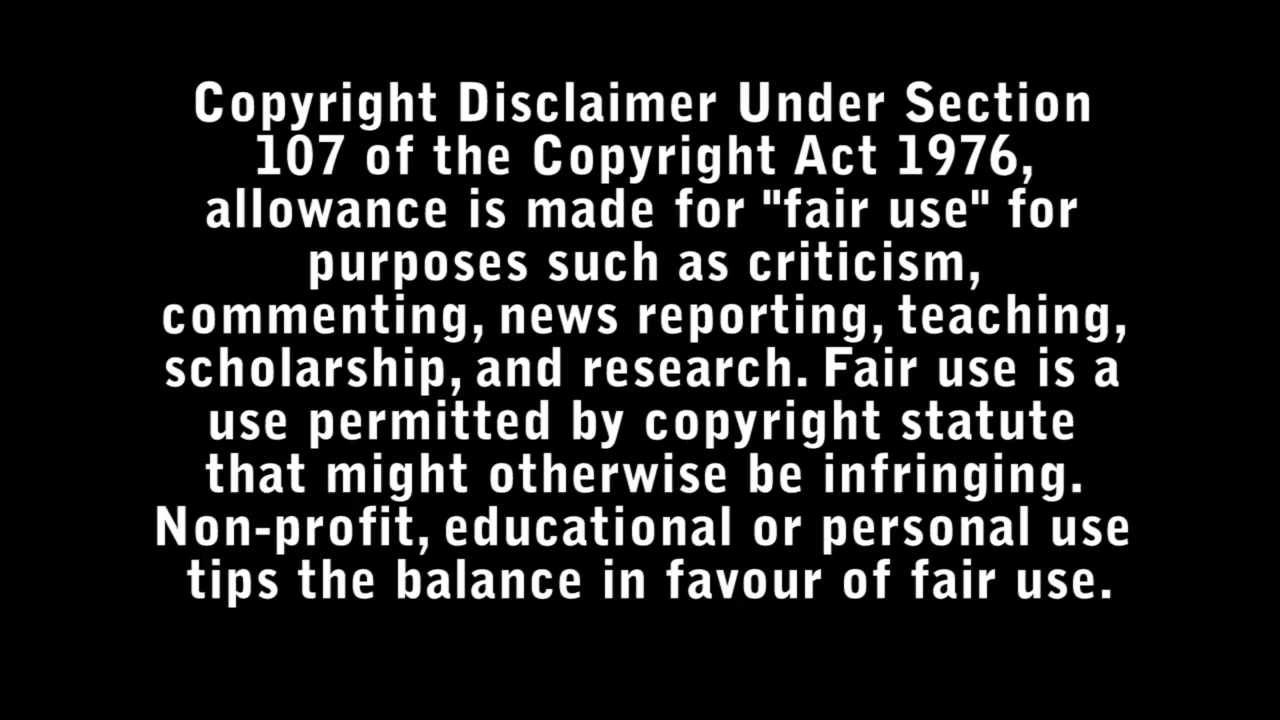 Copyright Disclaimer Under Section
107 of the Copyright Act 1976,
allowance is made for "fair use" for
purposes such as criticism,
commenting, news reporting, teaching,
scholarship, and research. Fair use is a
use permitted by copyright statute
that might otherwise be infringing.
Non-profit, educational or personal use
tips the balance in favour of fair use.